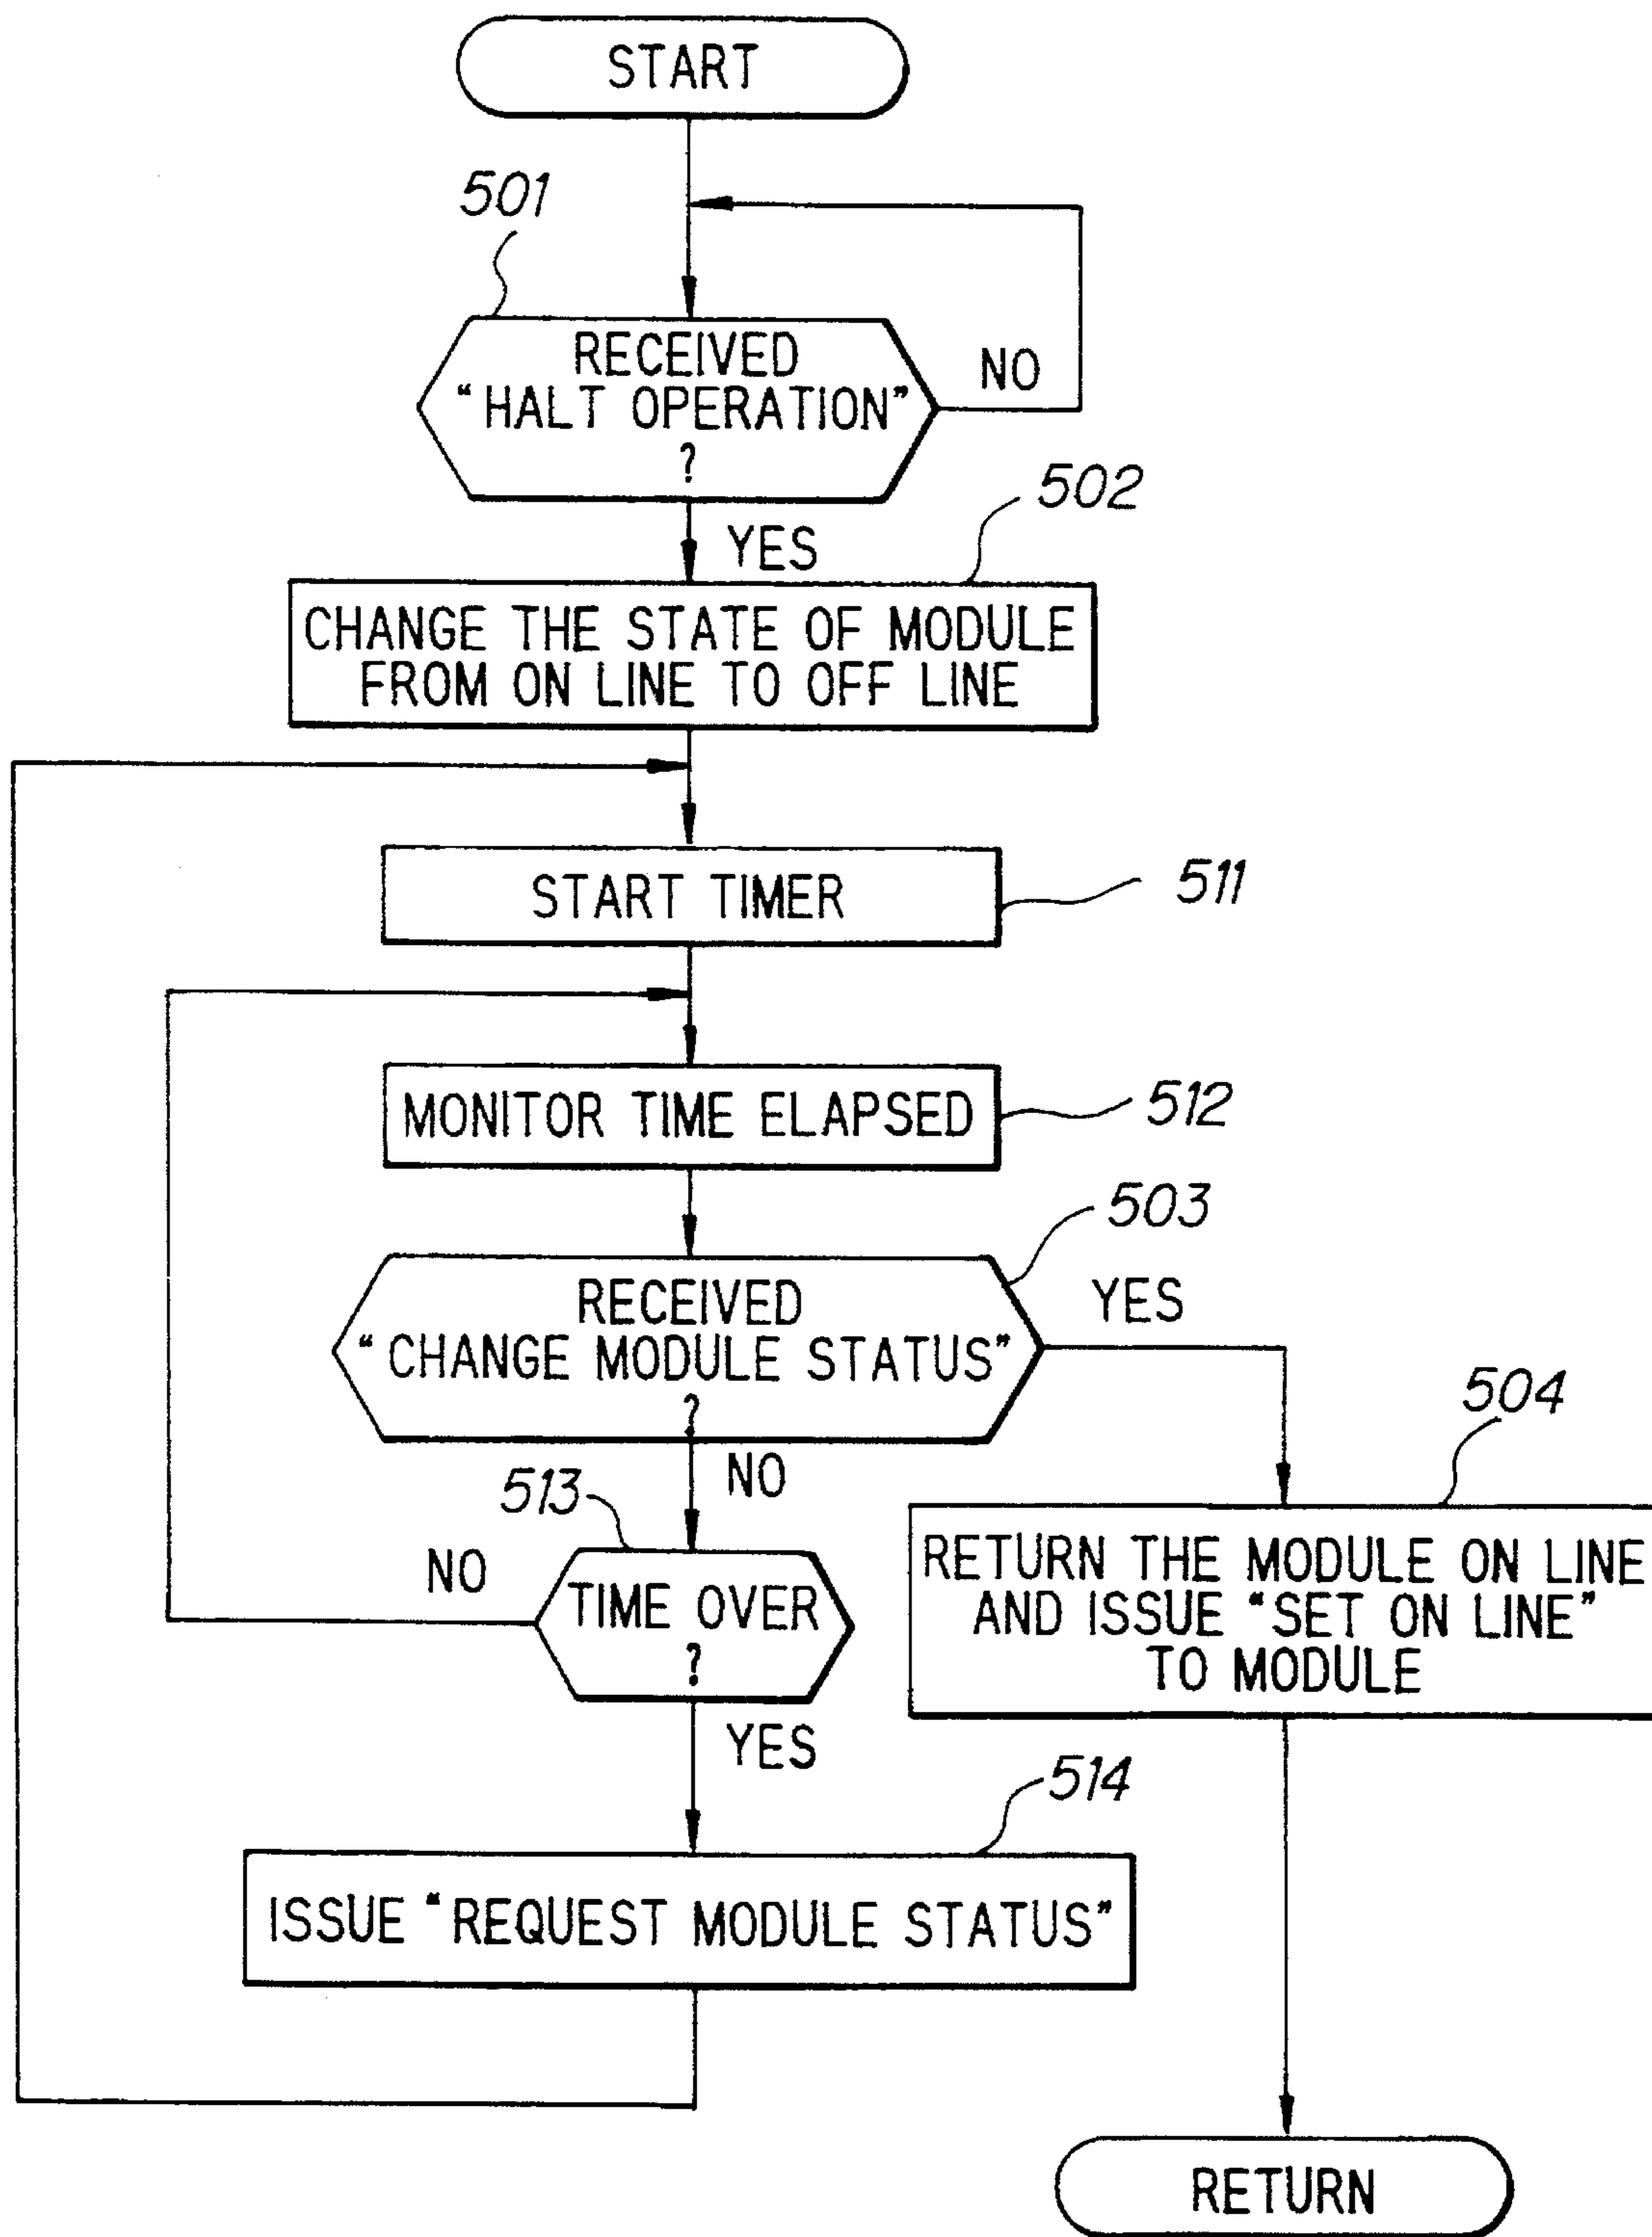 START
501
RECEIVED
“HALT OPERATION”
?
NO
YES
502
CHANGE THE STATE OF MODULE
FROM ON LINE TO OFF LINE
START TIMER
511
MONITOR TIME ELAPSED
512
503
RECEIVED
“CHANGE MODULE STATUS”
?
YES
NO
504
RETURN THE MODULE ON LINE
AND ISSUE “SET ON LINE”
TO MODULE
513
TIME OVER
?
NO
YES
514
ISSUE “REQUEST MODULE STATUS”
RETURN